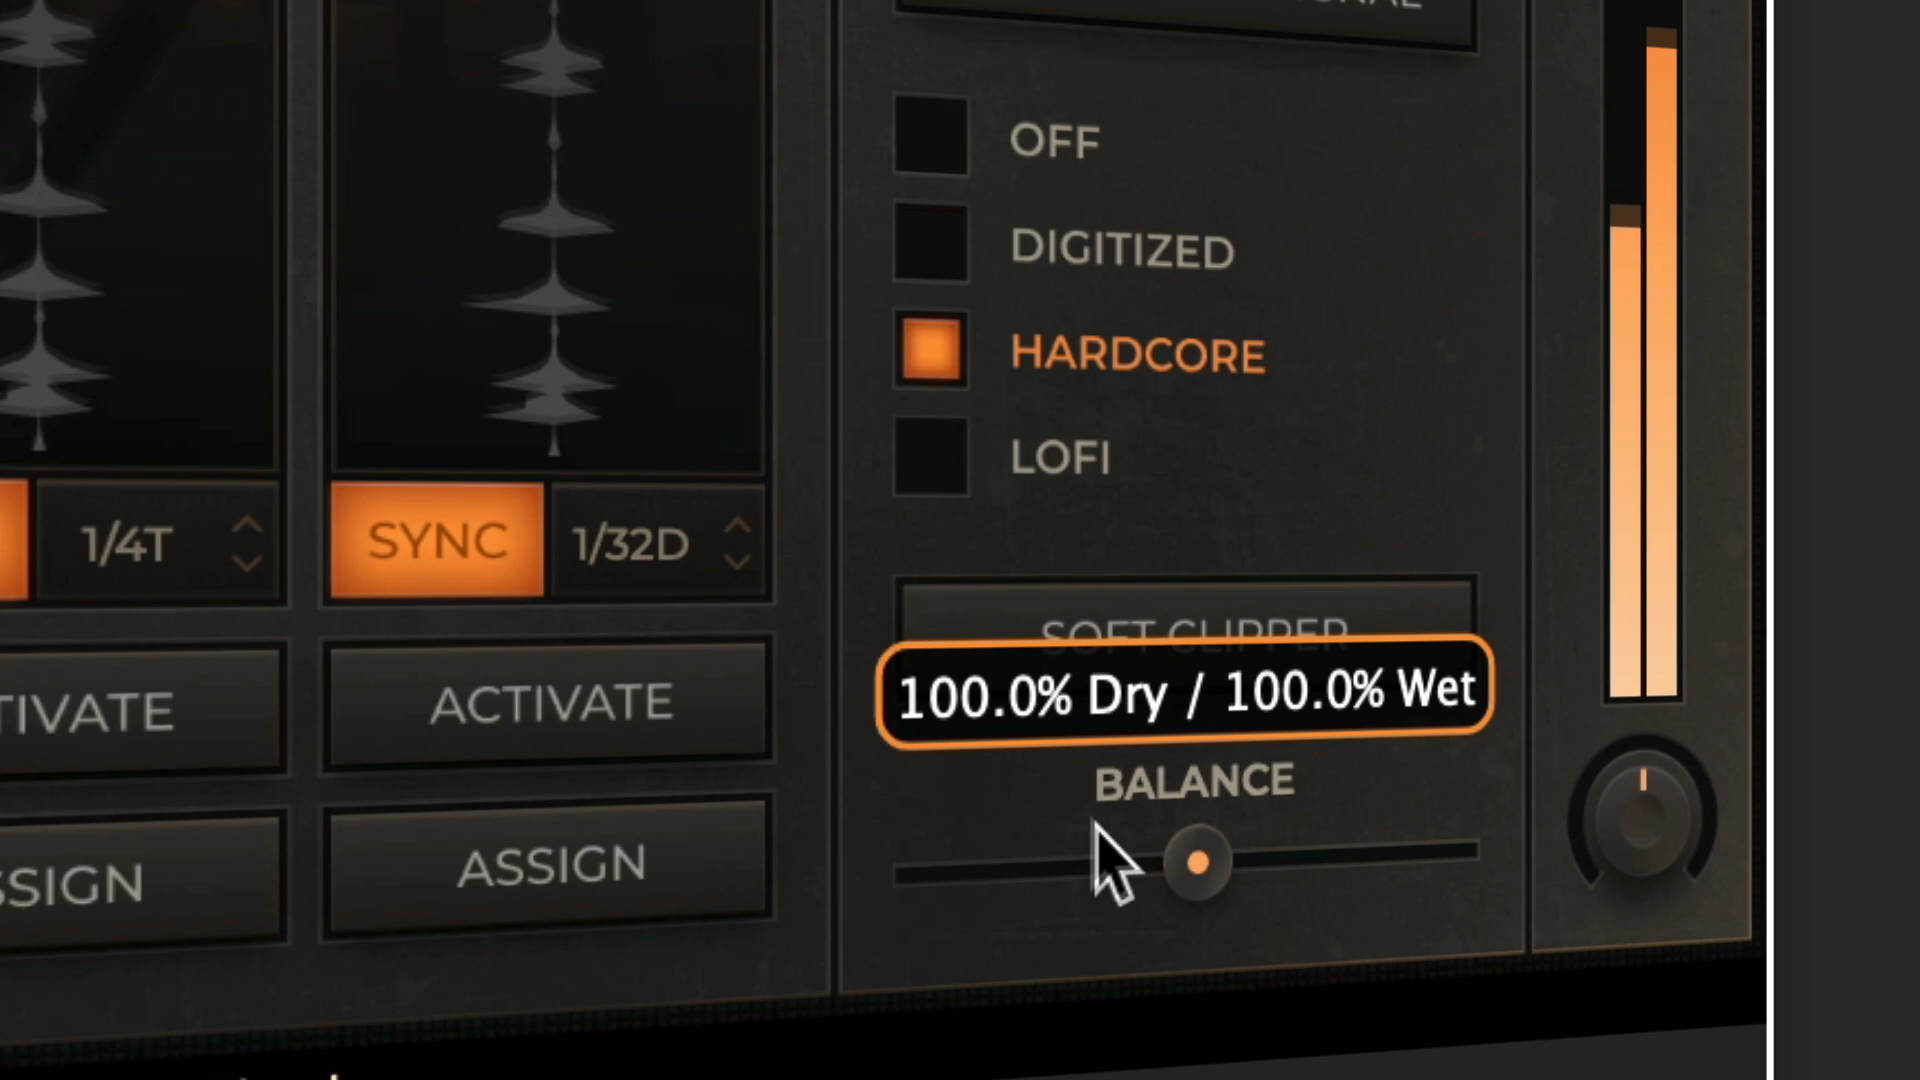 OFF
DIGITIZED
HARDCORE
LOFI
1/4T
SYNC
1/32D
SOFT CLIPPER
100.0% Dry / 100.0% Wet
TIVATE
ACTIVATE
BALANCE
SSIGN
ASSIGN